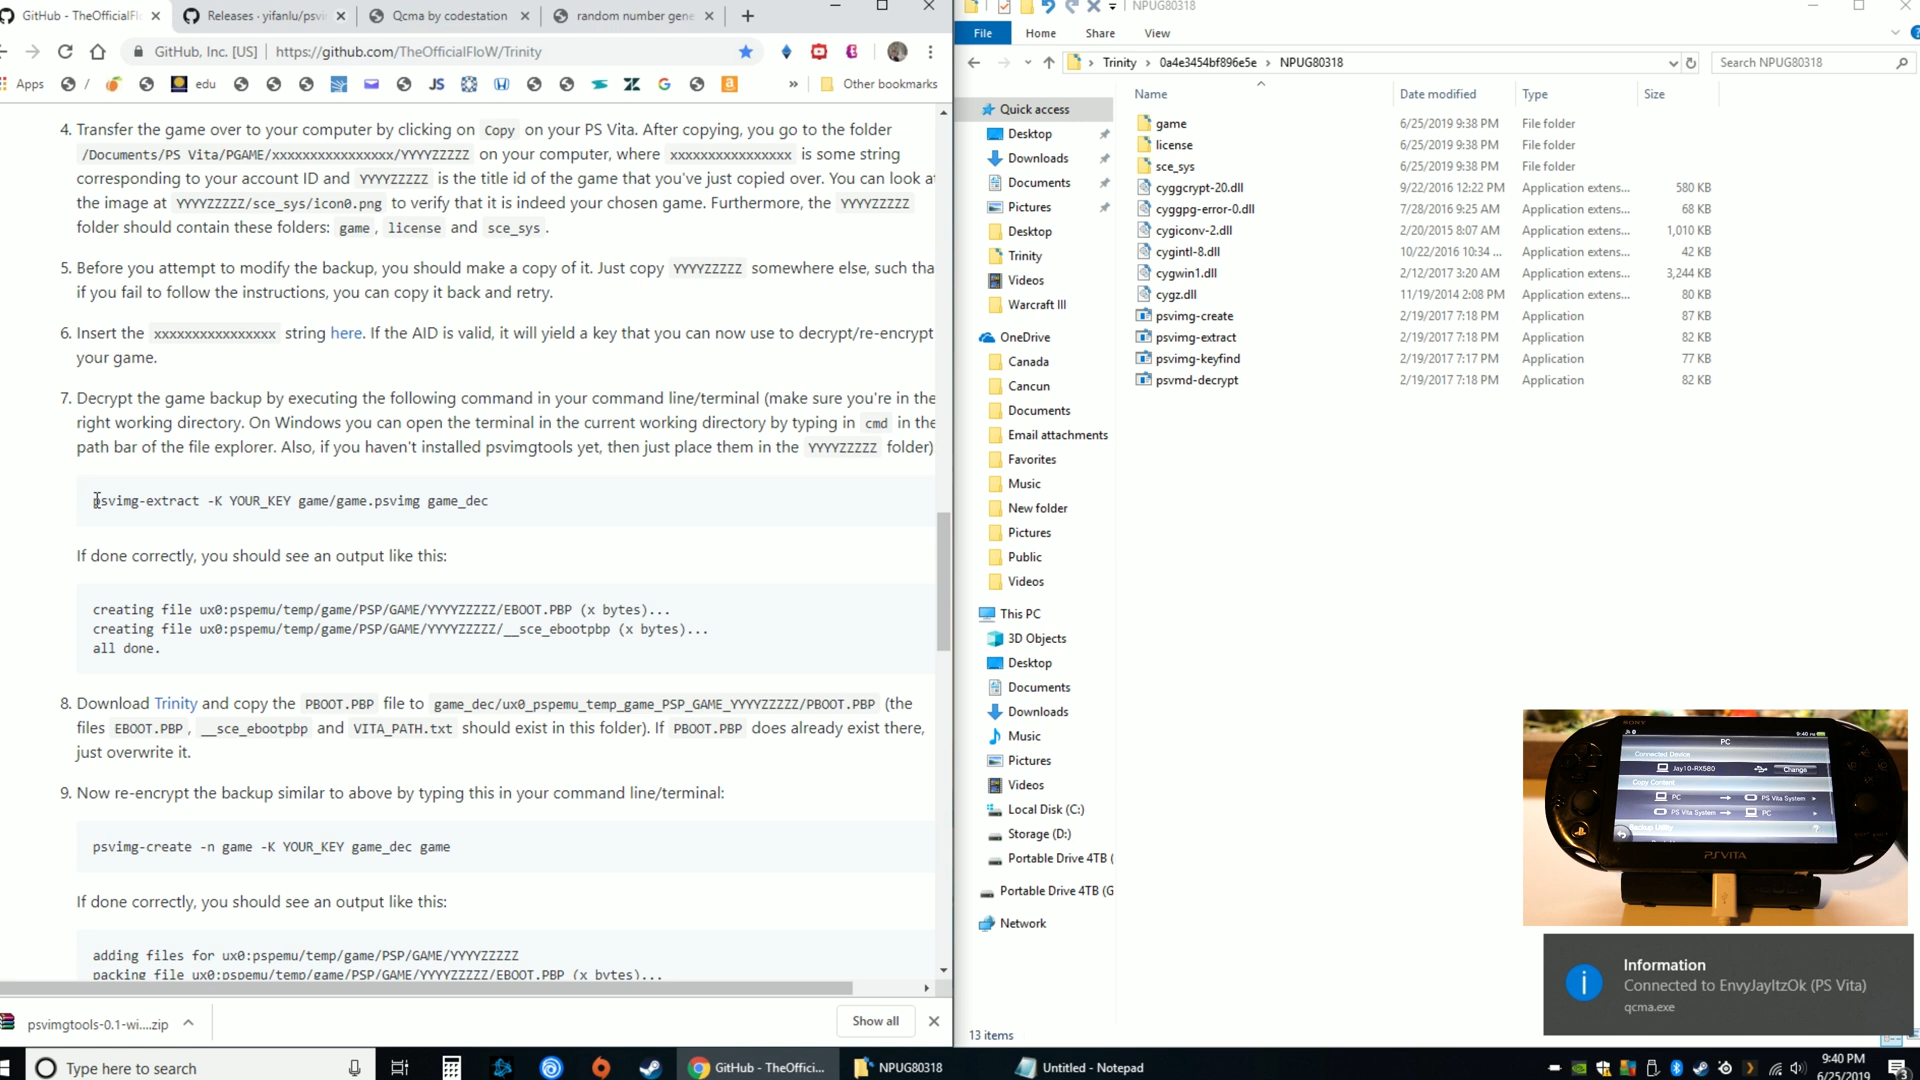 GitHub - TheOfficialFl
Releases · yifanlu/psvi
Qcma by codestation
random number gene
NPUG80318
GitHub, Inc. [US]
https://github.com/TheOfficialFloW/Trinity
Apps
/
edu
JS
»
Other bookmarks
4. Transfer the game over to your computer by clicking on Copy on your PS Vita. After copying, you go to the folder
/Documents/PS Vita/PGAME/xxxxxxxxxxxxxxxx/YYYYZZZZZ on your computer, where xxxxxxxxxxxxxxxx is some string
corresponding to your account ID and YYYYZZZZZ is the title id of the game that you've just copied over. You can look at
the image at YYYYZZZZZ/sce_sys/icon0.png to verify that it is indeed your chosen game. Furthermore, the YYYYZZZZZ
folder should contain these folders: game, license and sce_sys.
5. Before you attempt to modify the backup, you should make a copy of it. Just copy YYYYZZZZZ somewhere else, such tha
if you fail to follow the instructions, you can copy it back and retry.
6. Insert the xxxxxxxxxxxxxxxx string here. If the AID is valid, it will yield a key that you can now use to decrypt/re-encrypt
your game.
7. Decrypt the game backup by executing the following command in your command line/terminal (make sure you're in the
right working directory. On Windows you can open the terminal in the current working directory by typing in cmd in the
path bar of the file explorer. Also, if you haven't installed psvimgtools yet, then just place them in the YYYYZZZZZ folder)
psvimg-extract -K YOUR_KEY game/game.psvimg game_dec
If done correctly, you should see an output like this:
creating file ux0:pspemu/temp/game/PSP/GAME/YYYYZZZZZ/EBOOT.PBP (x bytes)...
creating file ux0:pspemu/temp/game/PSP/GAME/YYYYZZZZZ/__sce_ebootpbp (x bytes)...
all done.
8. Download Trinity and copy the PBOOT.PBP file to game_dec/ux0_pspemu_temp_game_PSP_GAME_YYYYZZZZZ/PBOOT.PBP (the
files EBOOT.PBP, __sce_ebootpbp and VITA_PATH.txt should exist in this folder). If PBOOT.PBP does already exist there,
just overwrite it.
9. Now re-encrypt the backup similar to above by typing this in your command line/terminal:
psvimg-create -n game -K YOUR_KEY game_dec game
If done correctly, you should see an output like this:
adding files for ux0:pspemu/temp/game/PSP/GAME/YYYYZZZZZ
packing file ux0:pspemu/temp/game/PSP/GAME/YYYYZZZZZ/EBOOT.PBP (x bytes)...
psvimgtools-0.1-wi....zip
Show all
File Home Share View
Trinity > 0a4e3454bf896e5e > NPUG80318
Search NPUG80318
Name Date modified Type Size
game 6/25/2019 9:38 PM File folder
license 6/25/2019 9:38 PM File folder
sce_sys 6/25/2019 9:38 PM File folder
cyggcrypt-20.dll 9/22/2016 12:22 PM Application extens... 580 KB
cyggpg-error-0.dll 7/28/2016 9:25 AM Application extens... 68 KB
cygiconv-2.dll 2/20/2015 8:07 AM Application extens... 1,010 KB
cygintl-8.dll 10/22/2016 10:34 ... Application extens... 42 KB
cygwin1.dll 2/12/2017 3:20 AM Application extens... 3,244 KB
cygz.dll 11/19/2014 2:08 PM Application extens... 80 KB
psvimg-create 2/19/2017 7:18 PM Application 87 KB
psvimg-extract 2/19/2017 7:18 PM Application 82 KB
psvimg-keyfind 2/19/2017 7:17 PM Application 77 KB
psvmd-decrypt 2/19/2017 7:18 PM Application 82 KB
Quick access
Desktop
Downloads
Documents
Pictures
Desktop
Trinity
Videos
Warcraft III
OneDrive
Canada
Cancun
Documents
Email attachments
Favorites
Music
New folder
Pictures
Public
Videos
This PC
3D Objects
Desktop
Documents
Downloads
Music
Pictures
Videos
Local Disk (C:)
Storage (D:)
Portable Drive 4TB (
Portable Drive 4TB (G
Network
13 items
SONY
9:40 PM
PC
Connected Device
Jay10-RX580
Change
Copy Content
PC → PS Vita System
PS Vita System → PC
Backup Utility
PSVITA
Information
Connected to EnvyJayItzOk (PS Vita)
qcma.exe
Type here to search
GitHub - TheOffici...
NPUG80318
Untitled - Notepad
9:40 PM
6/25/2019
3